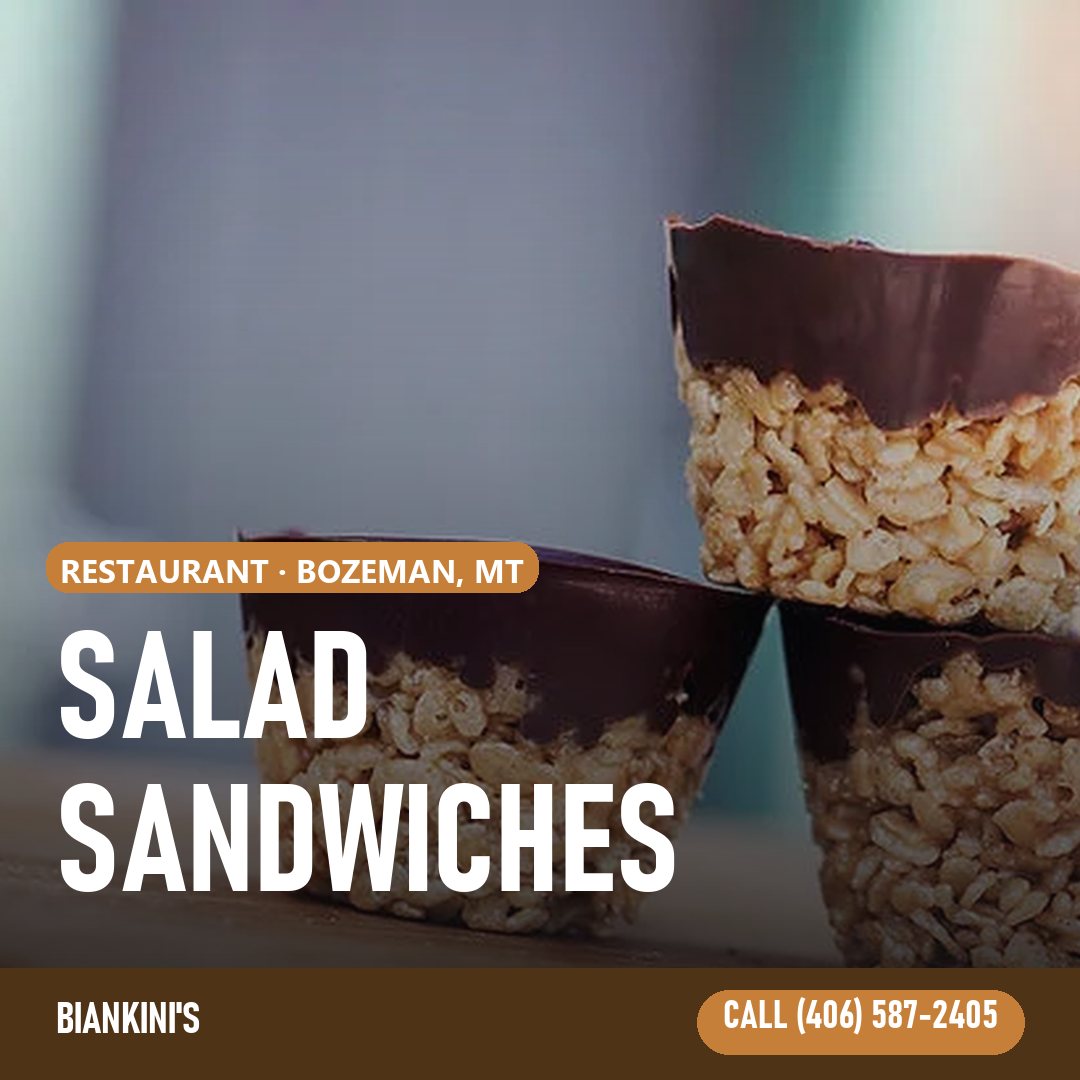 RESTAURANT · BOZEMAN, MT
SALAD
SANDWICHES
BIANKINI'S
CALL (406) 587-2405